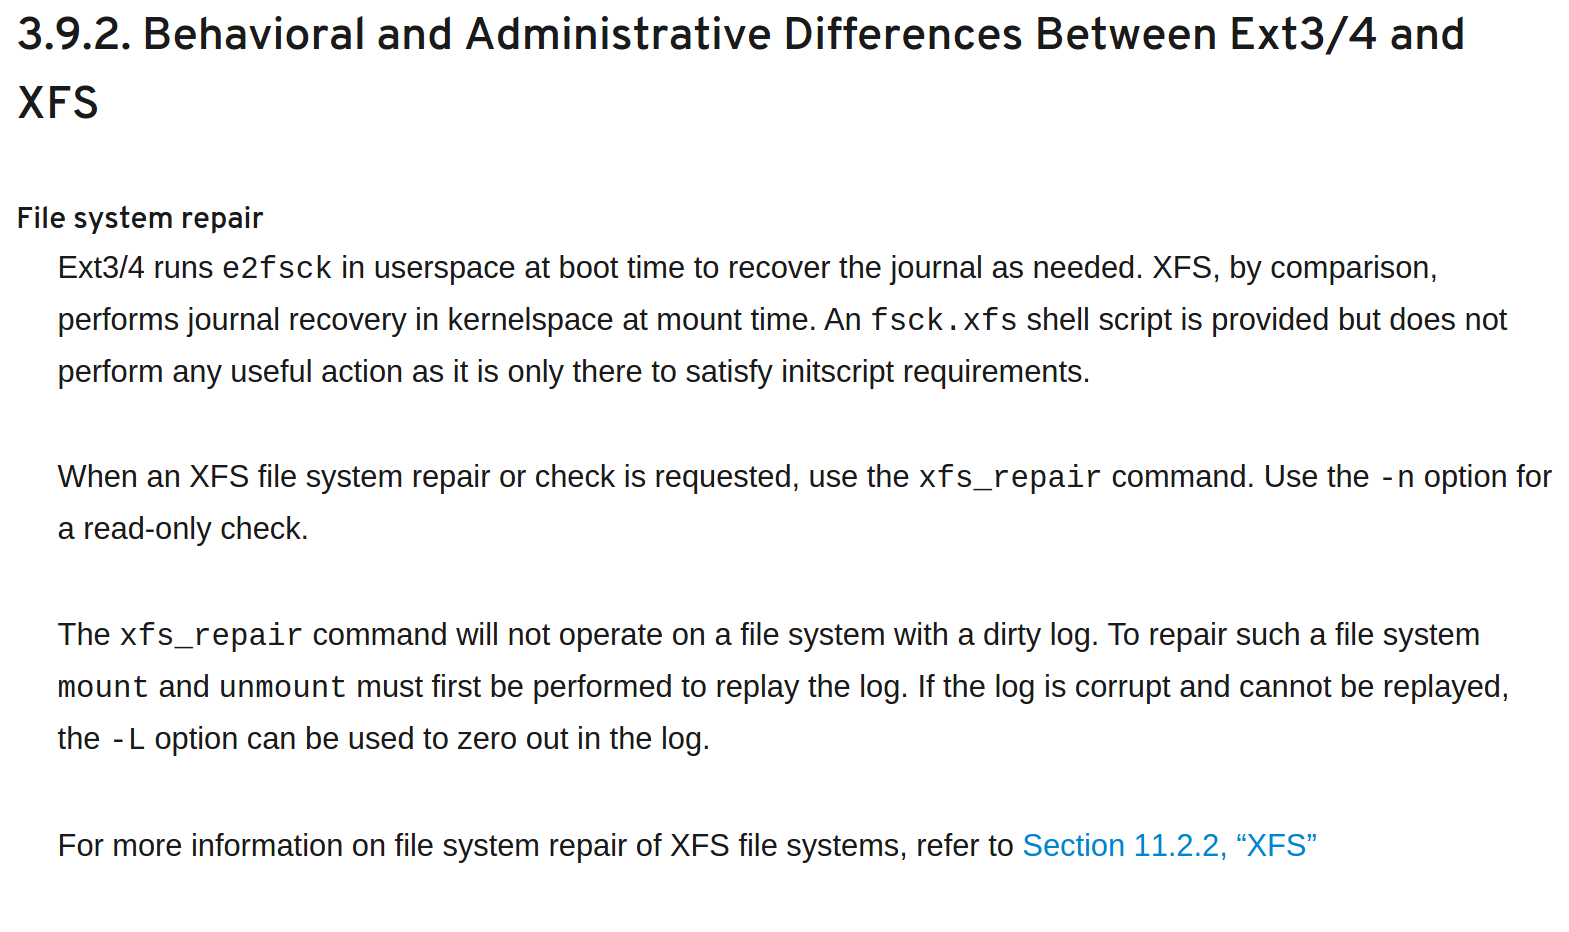 3.9.2. Behavioral and Administrative Differences Between Ext3/4 and
XFS
File system repair
Ext3/4 runs e2fsck in userspace at boot time to recover the journal as needed. XFS, by comparison,
performs journal recovery in kernelspace at mount time. An fsck.xfs shell script is provided but does not
perform any useful action as it is only there to satisfy initscript requirements.
When an XFS file system repair or check is requested, use the xfs_repair command. Use the -n option for
a read-only check.
The xfs_repair command will not operate on a file system with a dirty log. To repair such a file system
mount and unmount must first be performed to replay the log. If the log is corrupt and cannot be replayed,
the -L option can be used to zero out in the log.
For more information on file system repair of XFS file systems, refer to Section 11.2.2, “XFS”